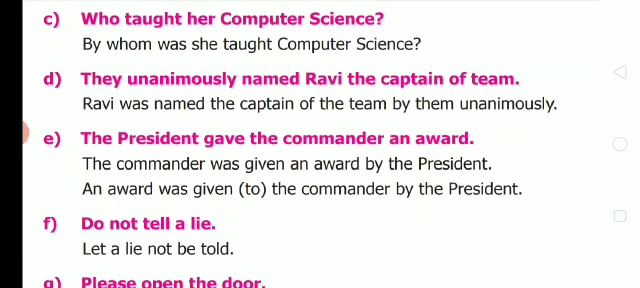 c) Who taught her Computer Science?
By whom was she taught Computer Science?
d) They unanimously named Ravi the captain of team.
Ravi was named the captain of the team by them unanimously.
e) The President gave the commander an award.
The commander was given an award by the President.
An award was given (to) the commander by the President.
f) Do not tell a lie.
Let a lie not be told.
g) Please open the door.